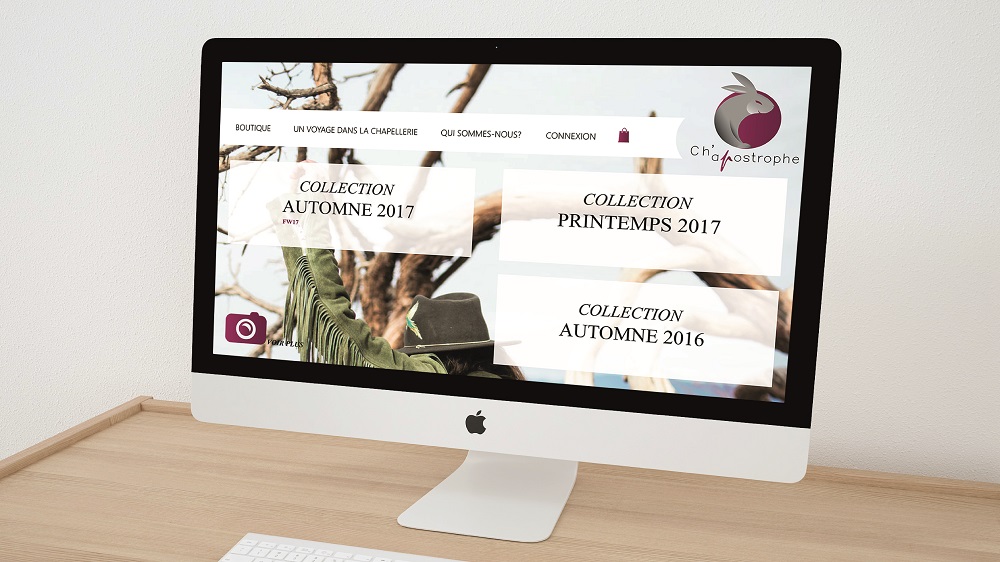 Ch'apostrophe
BOUTIQUE
UN VOYAGE DANS LA CHAPELLERIE
QUI SOMMES-NOUS?
CONNEXION
COLLECTION
AUTOMNE 2017
FW17
COLLECTION
PRINTEMPS 2017
COLLECTION
AUTOMNE 2016
VOIR PLUS